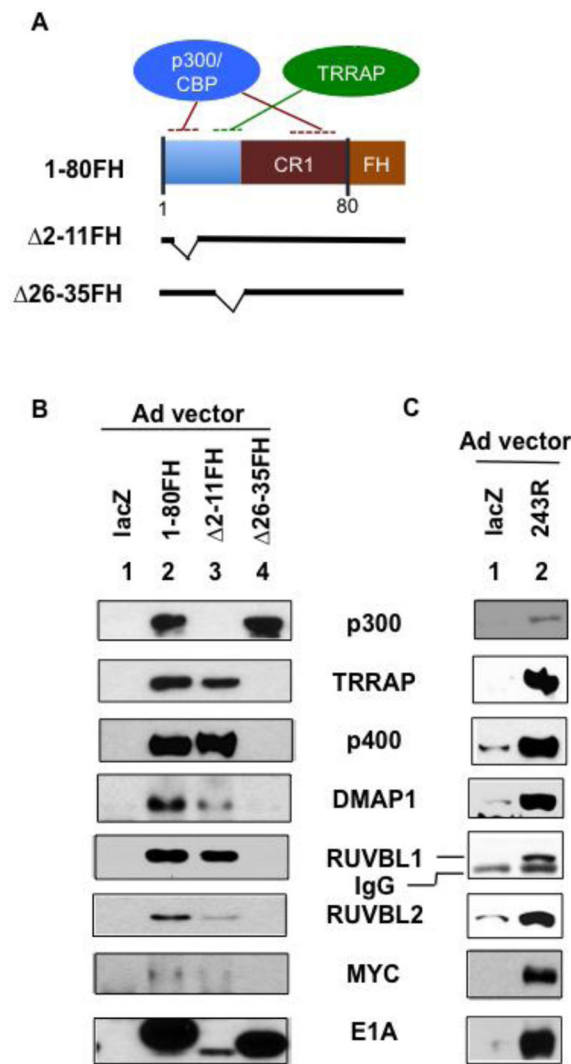 A
p300/
CBP
TRRAP
1-80FH
CR1
FH
1
80
Δ2-11FH
Δ26-35FH
B
Ad vector
lacZ
1-80FH
Δ2-11FH
Δ26-35FH
1
2
3
4
C
Ad vector
lacZ
243R
1
2
p300
TRRAP
p400
DMAP1
RUVBL1
IgG
RUVBL2
MYC
E1A